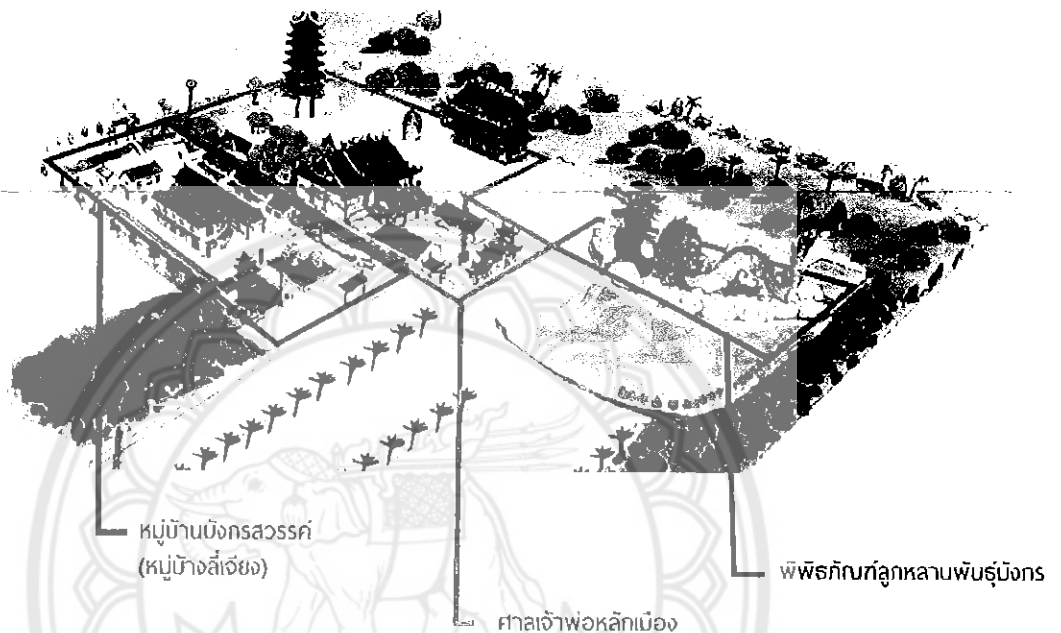 หมู่บ้านมังกรสวรรค์
(หมู่บ้างลี่เจียง)
พิพิธภัณฑ์ลูกหลานพันธุ์มังกร
ศาลเจ้าพ่อหลักเมือง